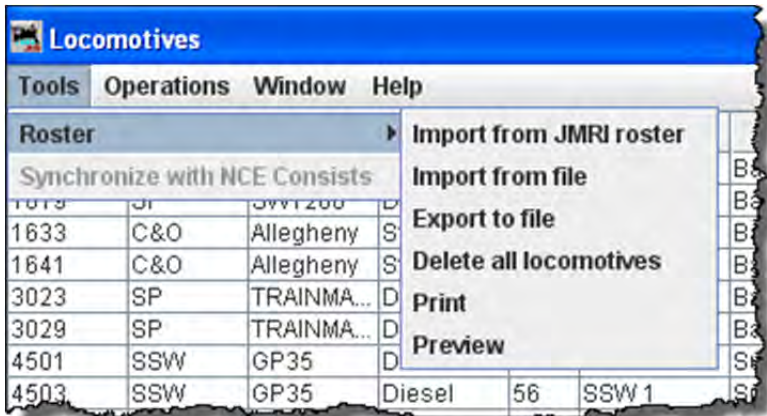 Locomotives
Tools Operations Window Help
Roster Import from JMRI roster
Synchronize with NCE Consists Import from file
Export to file
1633 C&O Allegheny
1641 C&O Allegheny Delete all locomotives
3023 SP TRAINMA... D Print
3029 SP TRAINMA... D
Preview
4501 SSW GP35 D
4503 SSW GP35 Diesel 56 SSW 1